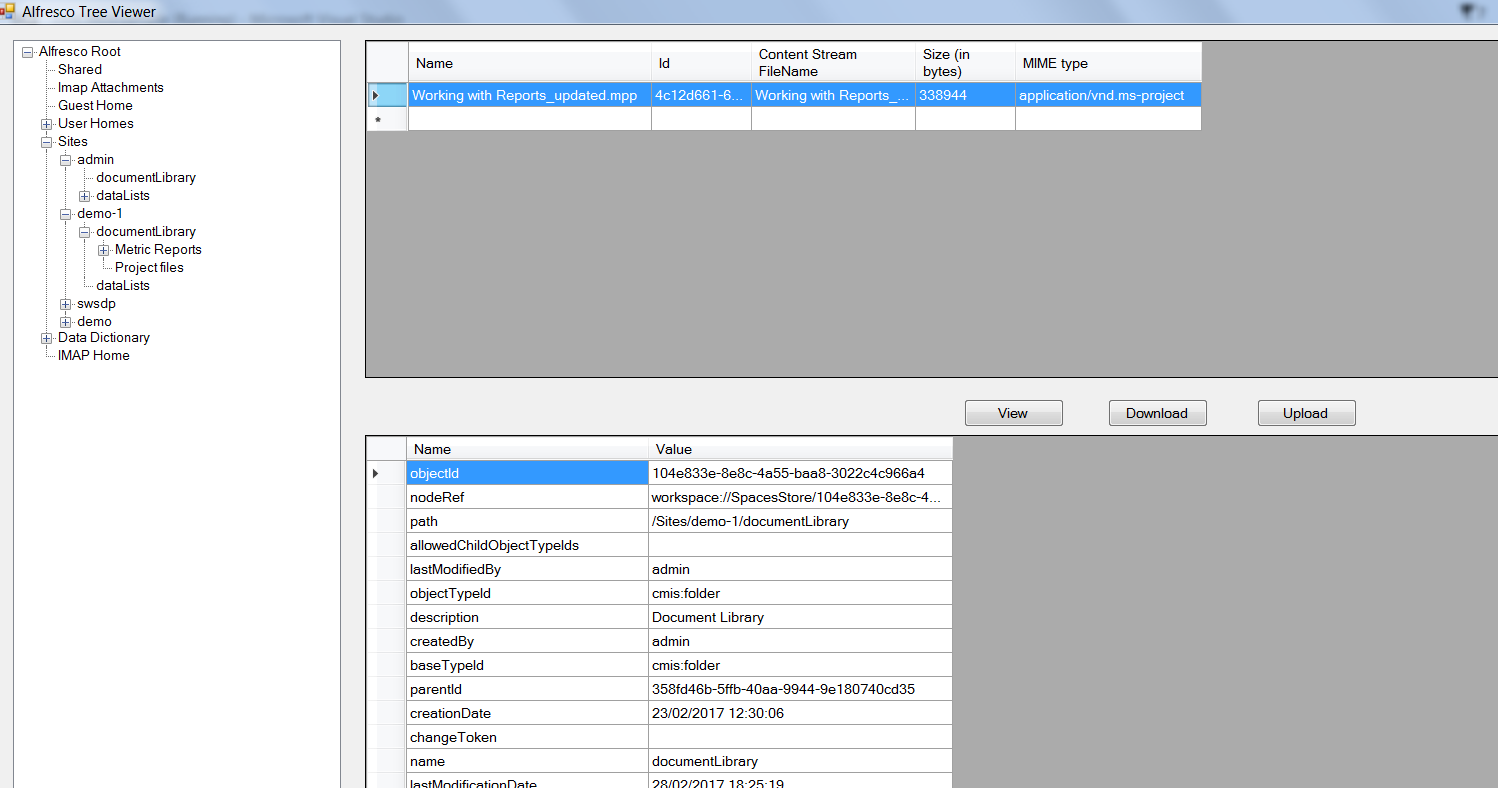 Alfresco Tree Viewer
Alfresco Root
Shared
Imap Attachments
Guest Home
User Homes
Sites
admin
documentLibrary
dataLists
demo-1
documentLibrary
Metric Reports
Project files
dataLists
swsdp
demo
Data Dictionary
IMAP Home
Name Id Content Stream FileName Size (in bytes) MIME type
Working with Reports_updated.mpp 4c12d661-6... Working with Reports_... 338944 application/vnd.ms-project
*
View Download Upload
Name Value
objectId 104e833e-8e8c-4a55-baa8-3022c4c966a4
nodeRef workspace://SpacesStore/104e833e-8e8c-4...
path /Sites/demo-1/documentLibrary
allowedChildObjectTypeIds
lastModifiedBy admin
objectTypeId cmis:folder
description Document Library
createdBy admin
baseTypeId cmis:folder
parentId 358fd46b-5ffb-40aa-9944-9e180740cd35
creationDate 23/02/2017 12:30:06
changeToken
name documentLibrary
lastModificationDate 28/02/2017 18:25:19